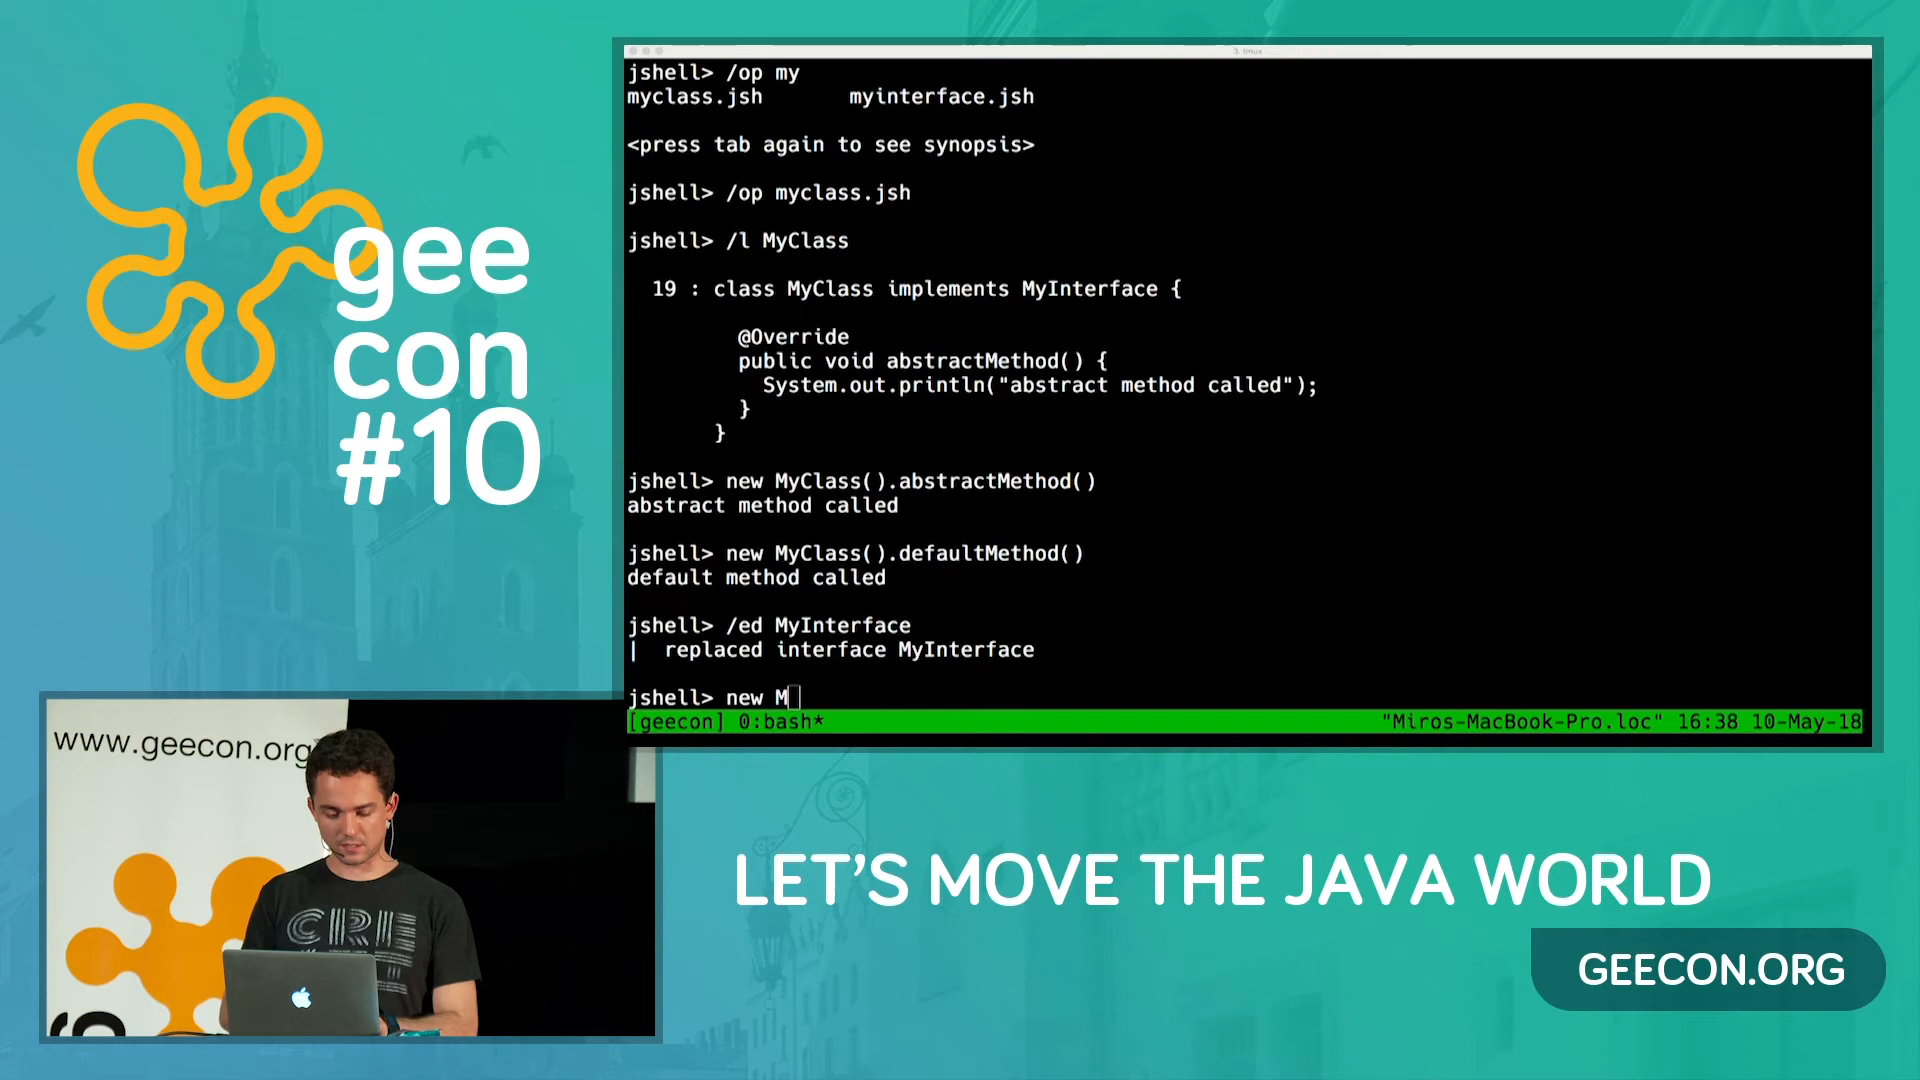 gee
con
#10
3. tmux
jshell> /op my
myclass.jsh       myinterface.jsh
<press tab again to see synopsis>
jshell> /op myclass.jsh
jshell> /l MyClass
  19 : class MyClass implements MyInterface {
         @Override
         public void abstractMethod() {
           System.out.println("abstract method called");
         }
       }
jshell> new MyClass().abstractMethod()
abstract method called
jshell> new MyClass().defaultMethod()
default method called
jshell> /ed MyInterface
|  replaced interface MyInterface
jshell> new M
[geecon] 0:bash* "Miros-MacBook-Pro.loc" 16:38 10-May-18
www.geecon.org
CRE
LET'S MOVE THE JAVA WORLD
GEECON.ORG